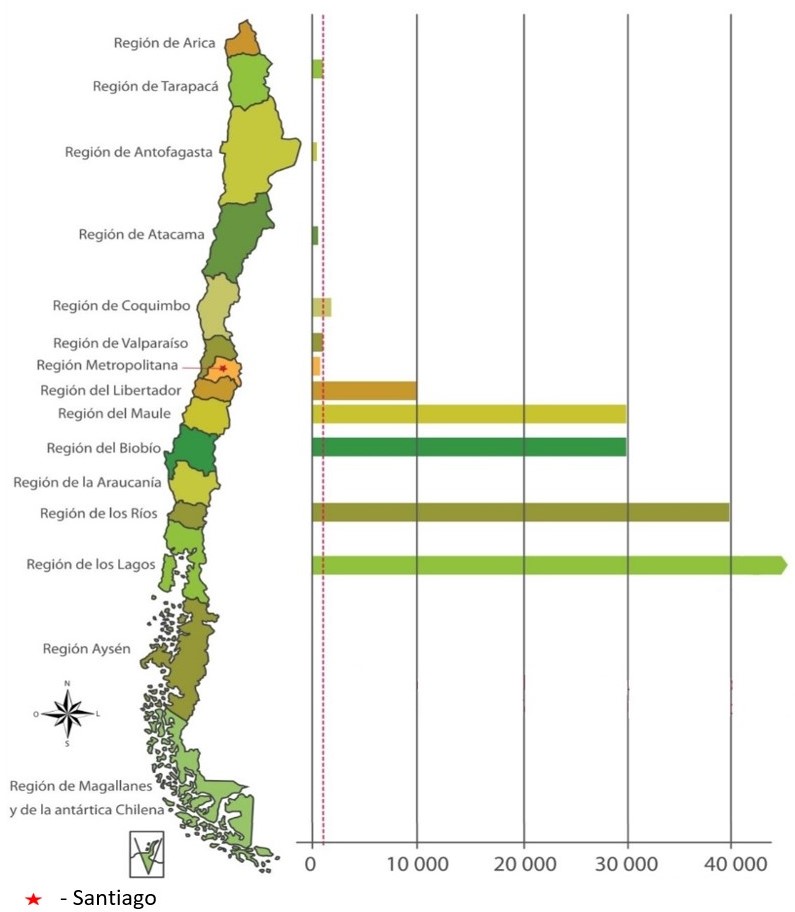 Región de Arica
Región de Tarapacá
Región de Antofagasta
Región de Atacama
Región de Coquimbo
Región de Valparaíso
Región Metropolitana
Región del Libertador
Región del Maule
Región del Biobío
Región de la Araucanía
Región de los Ríos
Región de los Lagos
Región Aysén
N
O L
S
Región de Magallanes
y de la antártica Chilena
0 10 000 20 000 30 000 40 000
- Santiago